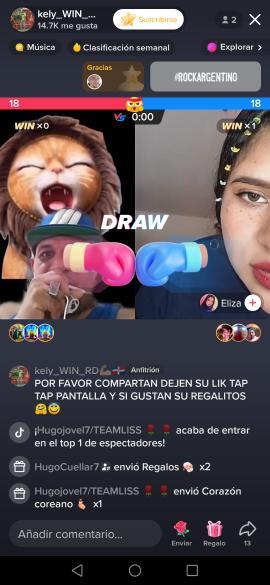 kely_WIN_...
14.7K me gusta
Suscribirse
2
Música
Clasificación semanal
Explorar >
Gracias
#ROCKARGENTINO
18
18
WIN x0
VS 0:00
WIN x1
DRAW
Eliza
kely_WIN_RD Anfitrión
POR FAVOR COMPARTAN DEJEN SU LIK TAP
TAP PANTALLA Y SI GUSTAN SU REGALITOS
¡Hugojovel7/TEAMLISS acaba de entrar
en el top 1 de espectadores!
HugoCuellar7 envió Regalos x2
Hugojovel7/TEAMLISS envió Corazón
coreano x1
Añadir comentario...
Enviar
Regalo
13